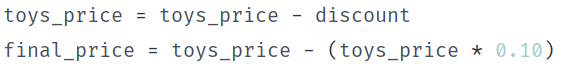 toys_price = toys_price - discount
final_price = toys_price - (toys_price * 0.10)